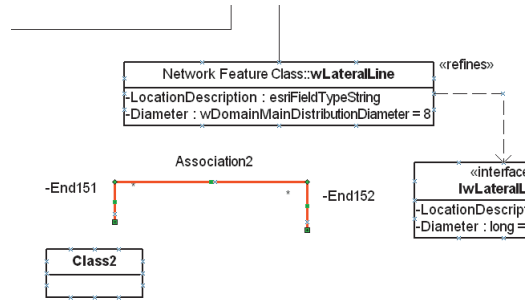 Network Feature Class::wLateralLine
-LocationDescription : esriFieldTypeString
-Diameter : wDomainMainDistributionDiameter = 8
«refines»
Association2
-End151
*
*
-End152
«interface
IwLateralL
-LocationDescript
-Diameter : long =
Class2